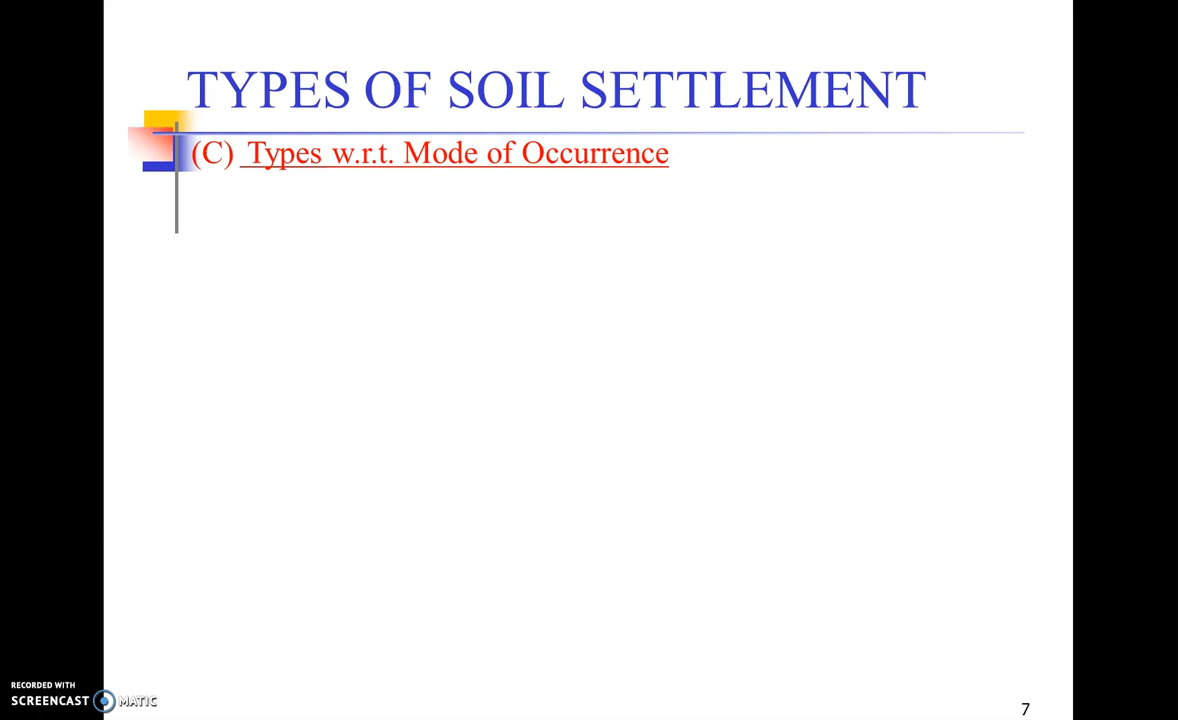 TYPES OF SOIL SETTLEMENT
(C) Types w.r.t. Mode of Occurrence
RECORDED WITH
SCREENCAST MATIC
7